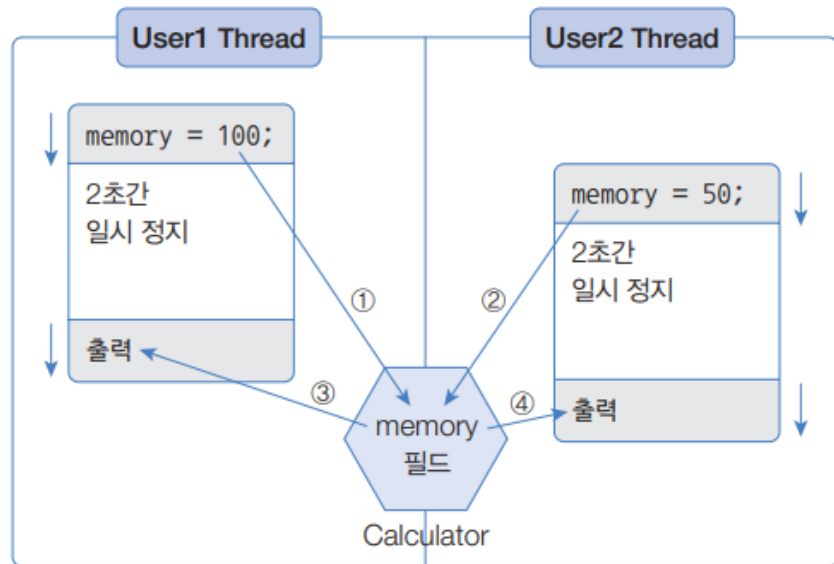 User1 Thread
User2 Thread
memory = 100;
2초간
일시 정지
출력
memory = 50;
2초간
일시 정지
출력
①
②
③
④
memory
필드
Calculator